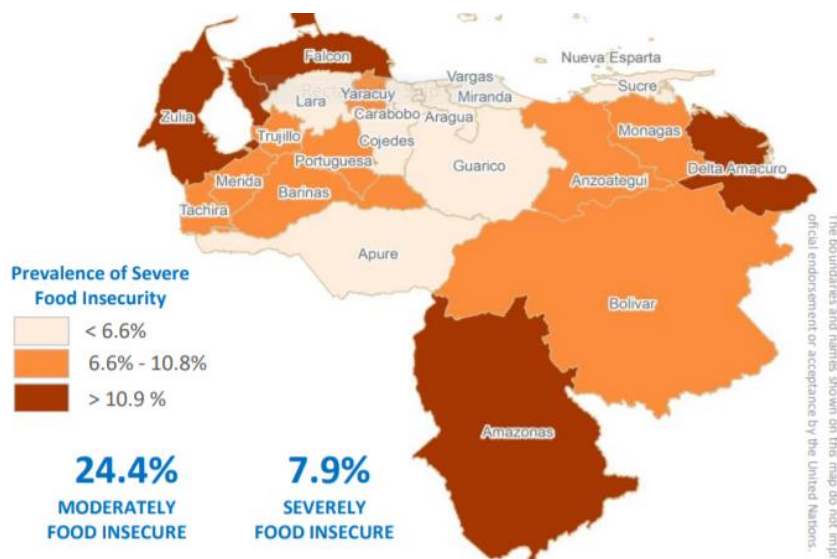 Falcon
Nueva Esparta
Vargas
Sucre
Yaracuy
Lara
Miranda
Zulia
Carabobo
Aragua
Trujillo
Cojedes
Monagas
Portuguesa
Guarico
Delta Amacuro
Merida
Anzoategui
Barinas
Tachira
Apure
Bolivar
Amazonas
Prevalence of Severe
Food Insecurity
< 6.6%
6.6% - 10.8%
> 10.9 %
24.4%
MODERATELY
FOOD INSECURE
7.9%
SEVERELY
FOOD INSECURE
The boundaries and names shown on this map do not
oficial endorsement or acceptance by the United Nations.